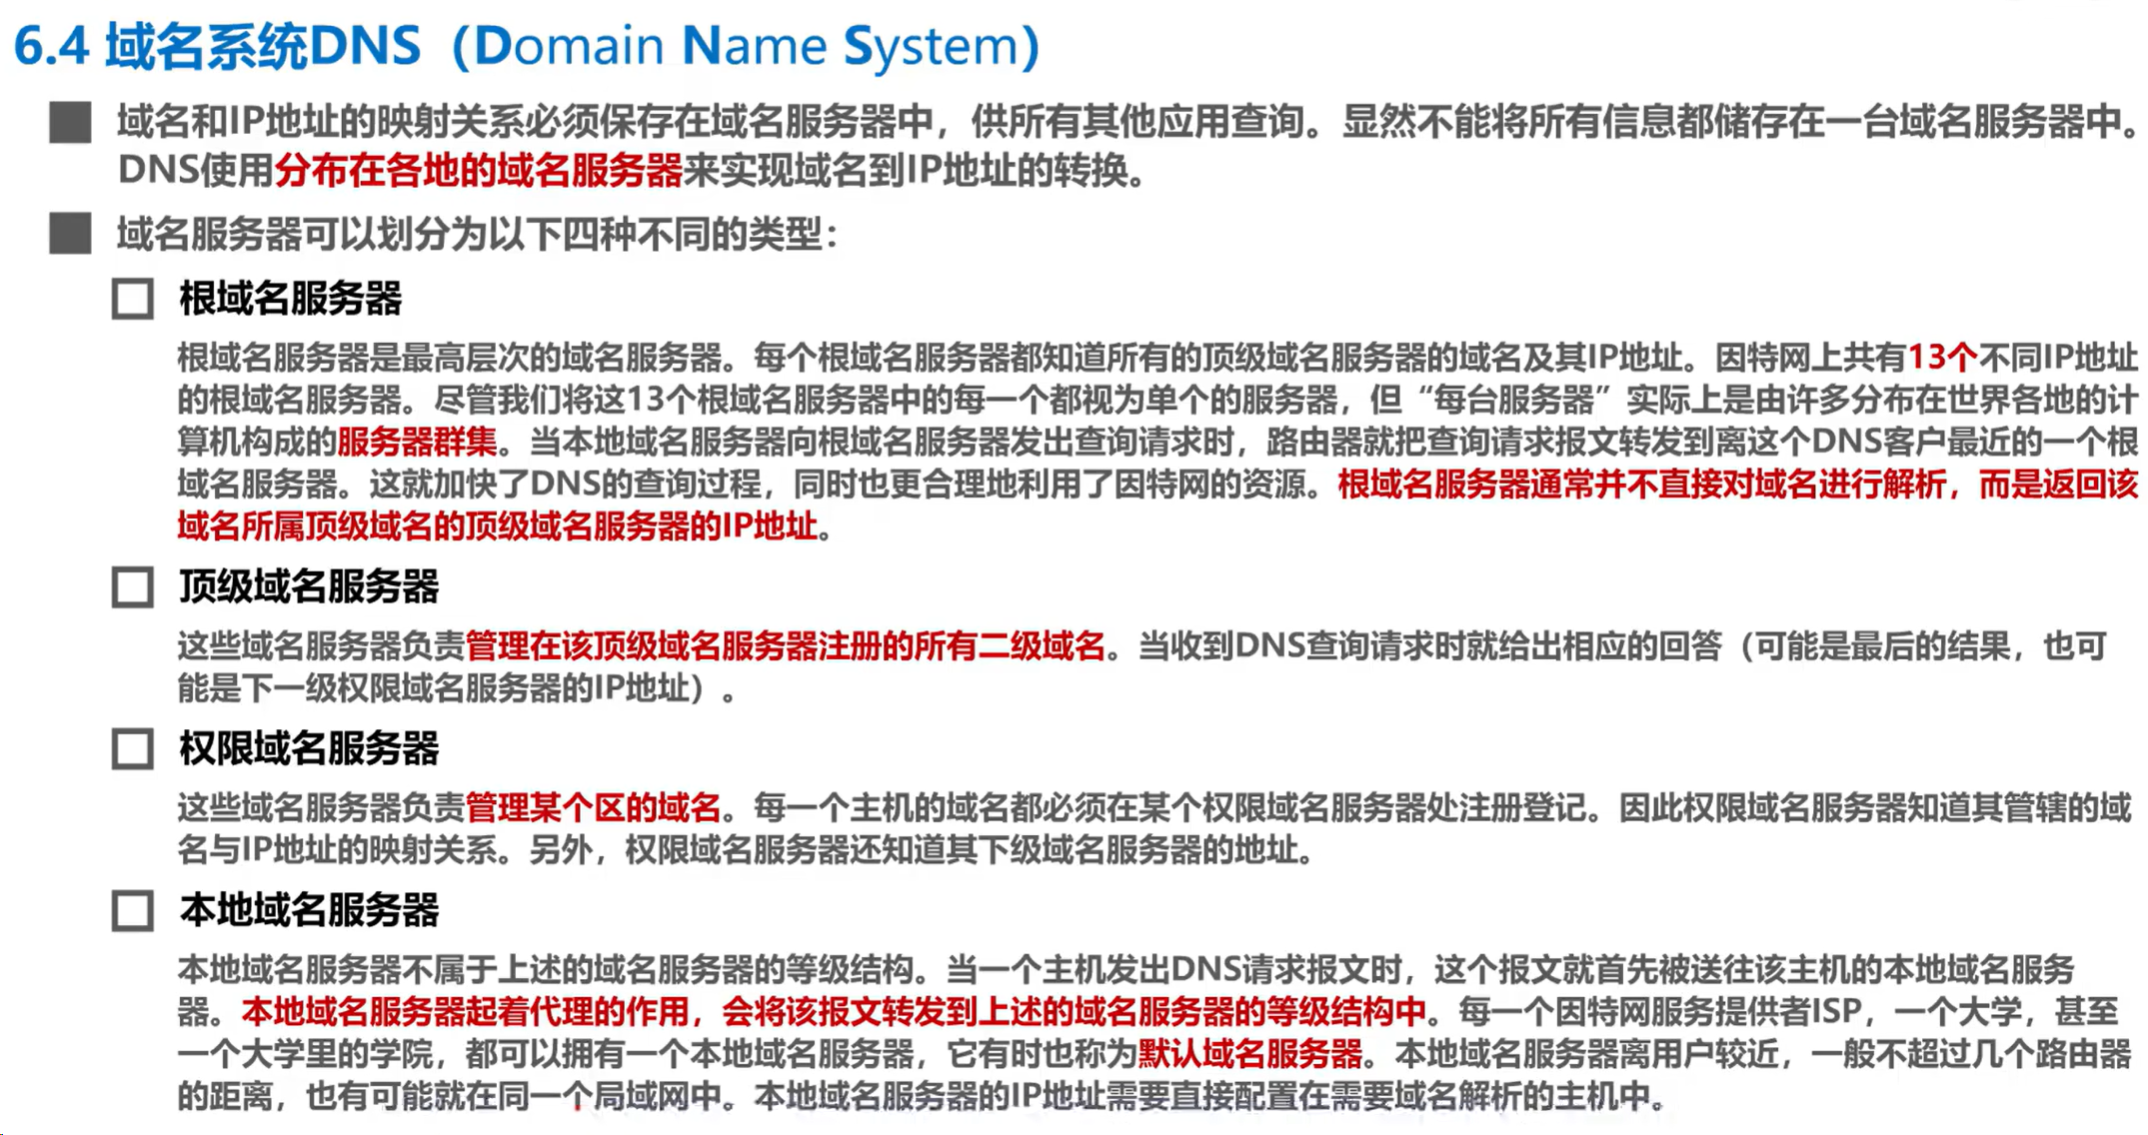 6.4 域名系统DNS（Domain Name System）
域名和IP地址的映射关系必须保存在域名服务器中，供所有其他应用查询。显然不能将所有信息都储存在一台域名服务器中。
DNS使用分布在各地的域名服务器来实现域名到IP地址的转换。
域名服务器可以划分为以下四种不同的类型：
根域名服务器
根域名服务器是最高层次的域名服务器。每个根域名服务器都知道所有的顶级域名服务器的域名及其IP地址。因特网上共有13个不同IP地址
的根域名服务器。尽管我们将这13个根域名服务器中的每一个都视为单个的服务器，但“每台服务器”实际上是由许多分布在世界各地的计
算机构成的服务器群集。当本地域名服务器向根域名服务器发出查询请求时，路由器就把查询请求报文转发到离这个DNS客户最近的一个根
域名服务器。这就加快了DNS的查询过程，同时也更合理地利用了因特网的资源。根域名服务器通常并不直接对域名进行解析，而是返回该
域名所属顶级域名的顶级域名服务器的IP地址。
顶级域名服务器
这些域名服务器负责管理在该顶级域名服务器注册的所有二级域名。当收到DNS查询请求时就给出相应的回答（可能是最后的结果，也可
能是下一级权限域名服务器的IP地址）。
权限域名服务器
这些域名服务器负责管理某个区的域名。每一个主机的域名都必须在某个权限域名服务器处注册登记。因此权限域名服务器知道其管辖的域
名与IP地址的映射关系。另外，权限域名服务器还知道其下级域名服务器的地址。
本地域名服务器
本地域名服务器不属于上述的域名服务器的等级结构。当一个主机发出DNS请求报文时，这个报文就首先被送往该主机的本地域名服务
器。本地域名服务器起着代理的作用，会将该报文转发到上述的域名服务器的等级结构中。每一个因特网服务提供者ISP，一个大学，甚至
一个大学里的学院，都可以拥有一个本地域名服务器，它有时也称为默认域名服务器。本地域名服务器离用户较近，一般不超过几个路由器
的距离，也有可能就在同一个局域网中。本地域名服务器的IP地址需要直接配置在需要域名解析的主机中。